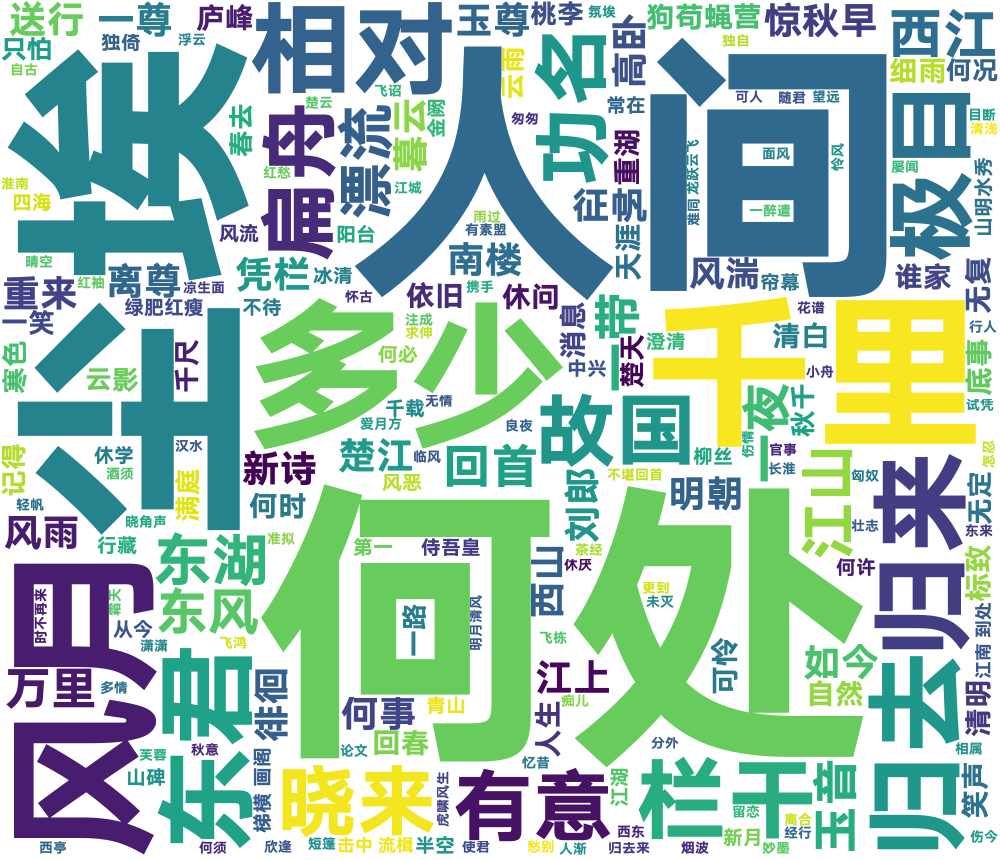 送行
一尊
庐峰
相对
玉尊
桃李
氛埃
狗苟蝇营
惊秋早
西江
只怕
独倚
浮云
云雨
功名
高卧
独自
细雨
何况
自古
尘埃
人间
飞诏
楚云
金阙
匆匆
常在
可人
随君
望远
极目
目断
清浅
春去
扁舟
漂流
暮云
重湖
难同
龙跃云飞
面风
怜风
屡闻
红愁
淮南
四海
江城
征鸿
一醉遣
山明水秀
风流
阳台
雨过
有素盟
天涯
晴空
红袖
凉生面
离尊
凭栏
冰清
南楼
携手
风湍
帘幕
谁家
无复
重来
绿肥红瘦
不待
怀古
依旧
休问
消息
一带
花谱
一笑
注成
求伸
澄清
清白
行人
寒色
千尺
多少
何必
中兴
楚天
千里
小舟
底事
云影
千载
无情
爱月方
良夜
故国
一夜
秋千
试凭
记得
休学
汉水
新诗
楚江
临风
回首
柳丝
伤情
官事
归来
怎忍
酒须
满庭
风恶
刘郎
不堪回首
长淮
江山
匈奴
无定
轻帆
晓角声
何时
明朝
壮志
东来
风雨
行藏
东湖
准拟
第一
侍吾皇
茶经
休厌
西山
何许
标致
风月
时不再来
霜天
从今
东风
何处
一路
明月清风
更到
未灭
到处
潇潇
飞鸿
飞栋
江南
万里
多情
东君
徘徊
江上
可怜
如今
归去
清明
何事
青山
痴儿
自然
芙蓉
秋意
论文
回春
人生
分外
相属
山碑
梯横
画阁
晓来
忆昔
有意
栏干
玉音
笑声
虎啸风生
江湖
留恋
西亭
何须
欣逢
短篷
击中
流楫
半空
使君
愁别
人渐
西东
归去来
烟波
新月
妙墨
离合
经行
伤今